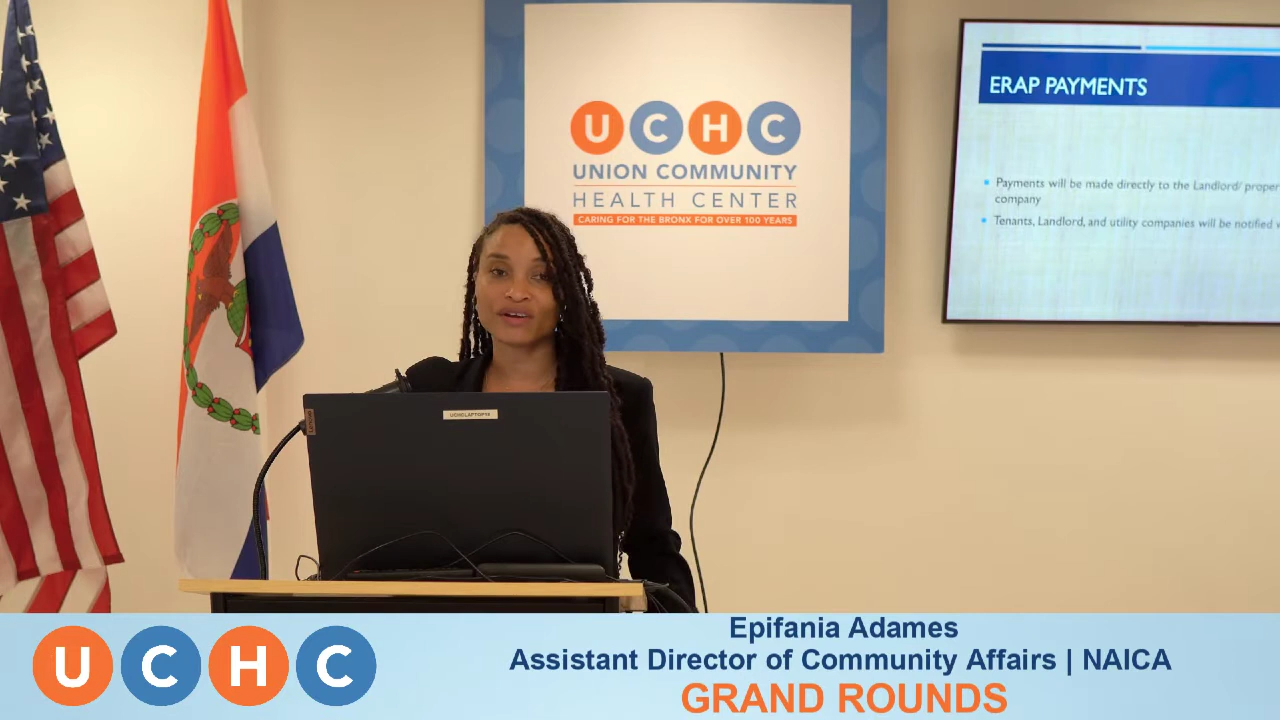 UCHC
UNION COMMUNITY
HEALTH CENTER
CARING FOR THE BRONX FOR OVER 100 YEARS
ERAP PAYMENTS
Payments will be made directly to the Landlord/
company
Tenants, Landlord, and utility companies will be notified
Lenovo
UCHCLAPTOP16
UCHC
Epifania Adames
Assistant Director of Community Affairs | NAICA
GRAND ROUNDS